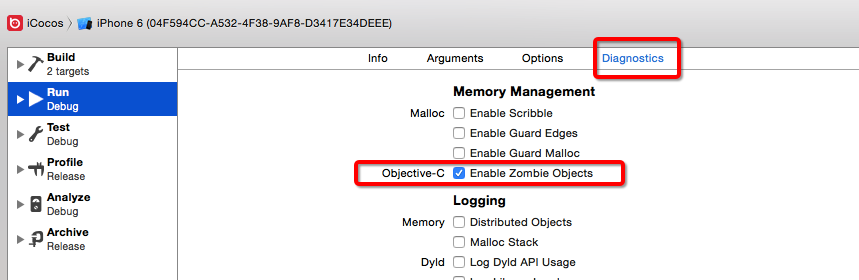 iCocos iPhone 6 (04F594CC-A532-4F38-9AF8-D3417E34DEEE)
Build
2 targets
Run
Debug
Test
Debug
Profile
Release
Analyze
Debug
Archive
Release
Info Arguments Options Diagnostics
Memory Management
Malloc Enable Scribble
Enable Guard Edges
Enable Guard Malloc
Objective-C Enable Zombie Objects
Logging
Memory Distributed Objects
Malloc Stack
Dyld Log Dyld API Usage